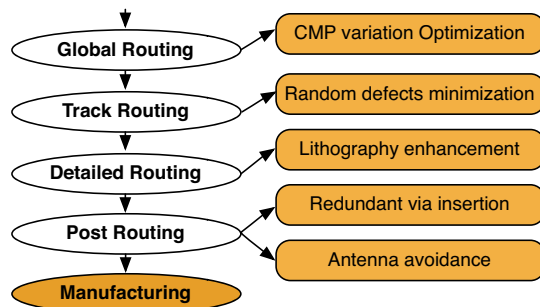 Global Routing
CMP variation Optimization
Track Routing
Random defects minimization
Detailed Routing
Lithography enhancement
Post Routing
Redundant via insertion
Antenna avoidance
Manufacturing